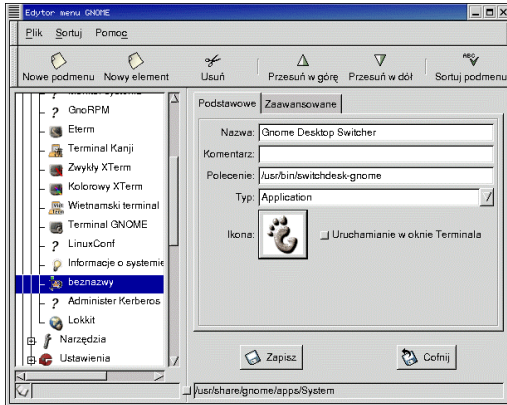 Edytor menu GNOME
Plik Sortuj Pomoc
Nowe podmenu Nowy element Usuń Przesuń w górę Przesuń w dół Sortuj podmenu
? GnoRPM
Eterm
Terminal Kanji
Zwykły XTerm
Kolorowy XTerm
Wietnamski terminal
Terminal GNOME
? LinuxConf
Informacje o systemie
beznazwy
? Administer Kerberos
Lokkit
Narzędzia
Ustawienia
Podstawowe Zaawansowane
Nazwa: Gnome Desktop Switcher
Komentarz:
Polecenie: /usr/bin/switchdesk-gnome
Typ: Application
Ikona: Uruchamianie w oknie Terminala
Zapisz Cofnij
/usr/share/gnome/apps/System